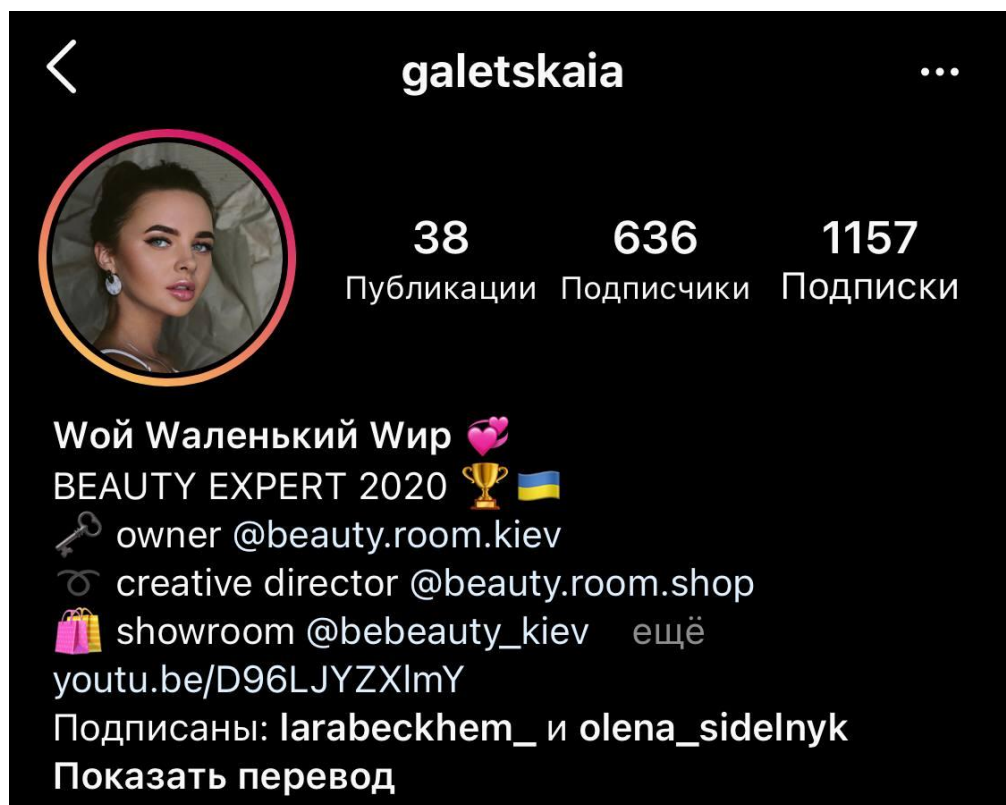 galetskaia
38 636 1157
Публикации Подписчики Подписки
Wой Wаленький Wир 💞
BEAUTY EXPERT 2020 🏆🇺🇦
🗝 owner @beauty.room.kiev
➰ creative director @beauty.room.shop
🛍 showroom @bebeauty_kiev ещё
youtu.be/D96LJYZXlmY
Подписаны: larabeckhem_ и olena_sidelnyk
Показать перевод